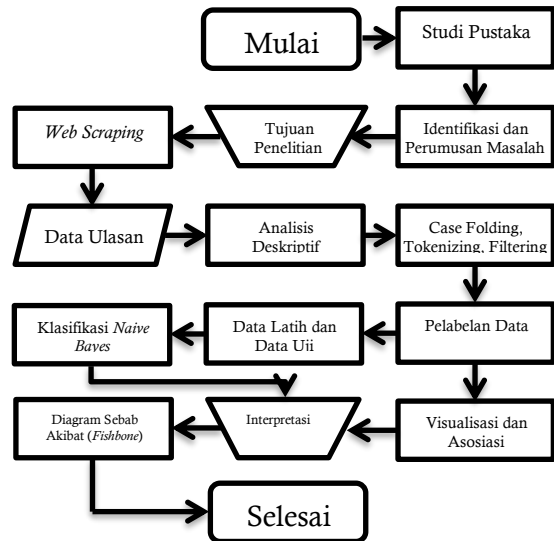 Mulai
Studi Pustaka
Identifikasi dan
Perumusan Masalah
Tujuan
Penelitian
Web Scraping
Data Ulasan
Analisis
Deskriptif
Case Folding,
Tokenizing, Filtering
Pelabelan Data
Data Latih dan
Data Uji
Klasifikasi Naive
Bayes
Visualisasi dan
Asosiasi
Interpretasi
Diagram Sebab
Akibat (Fishbone)
Selesai